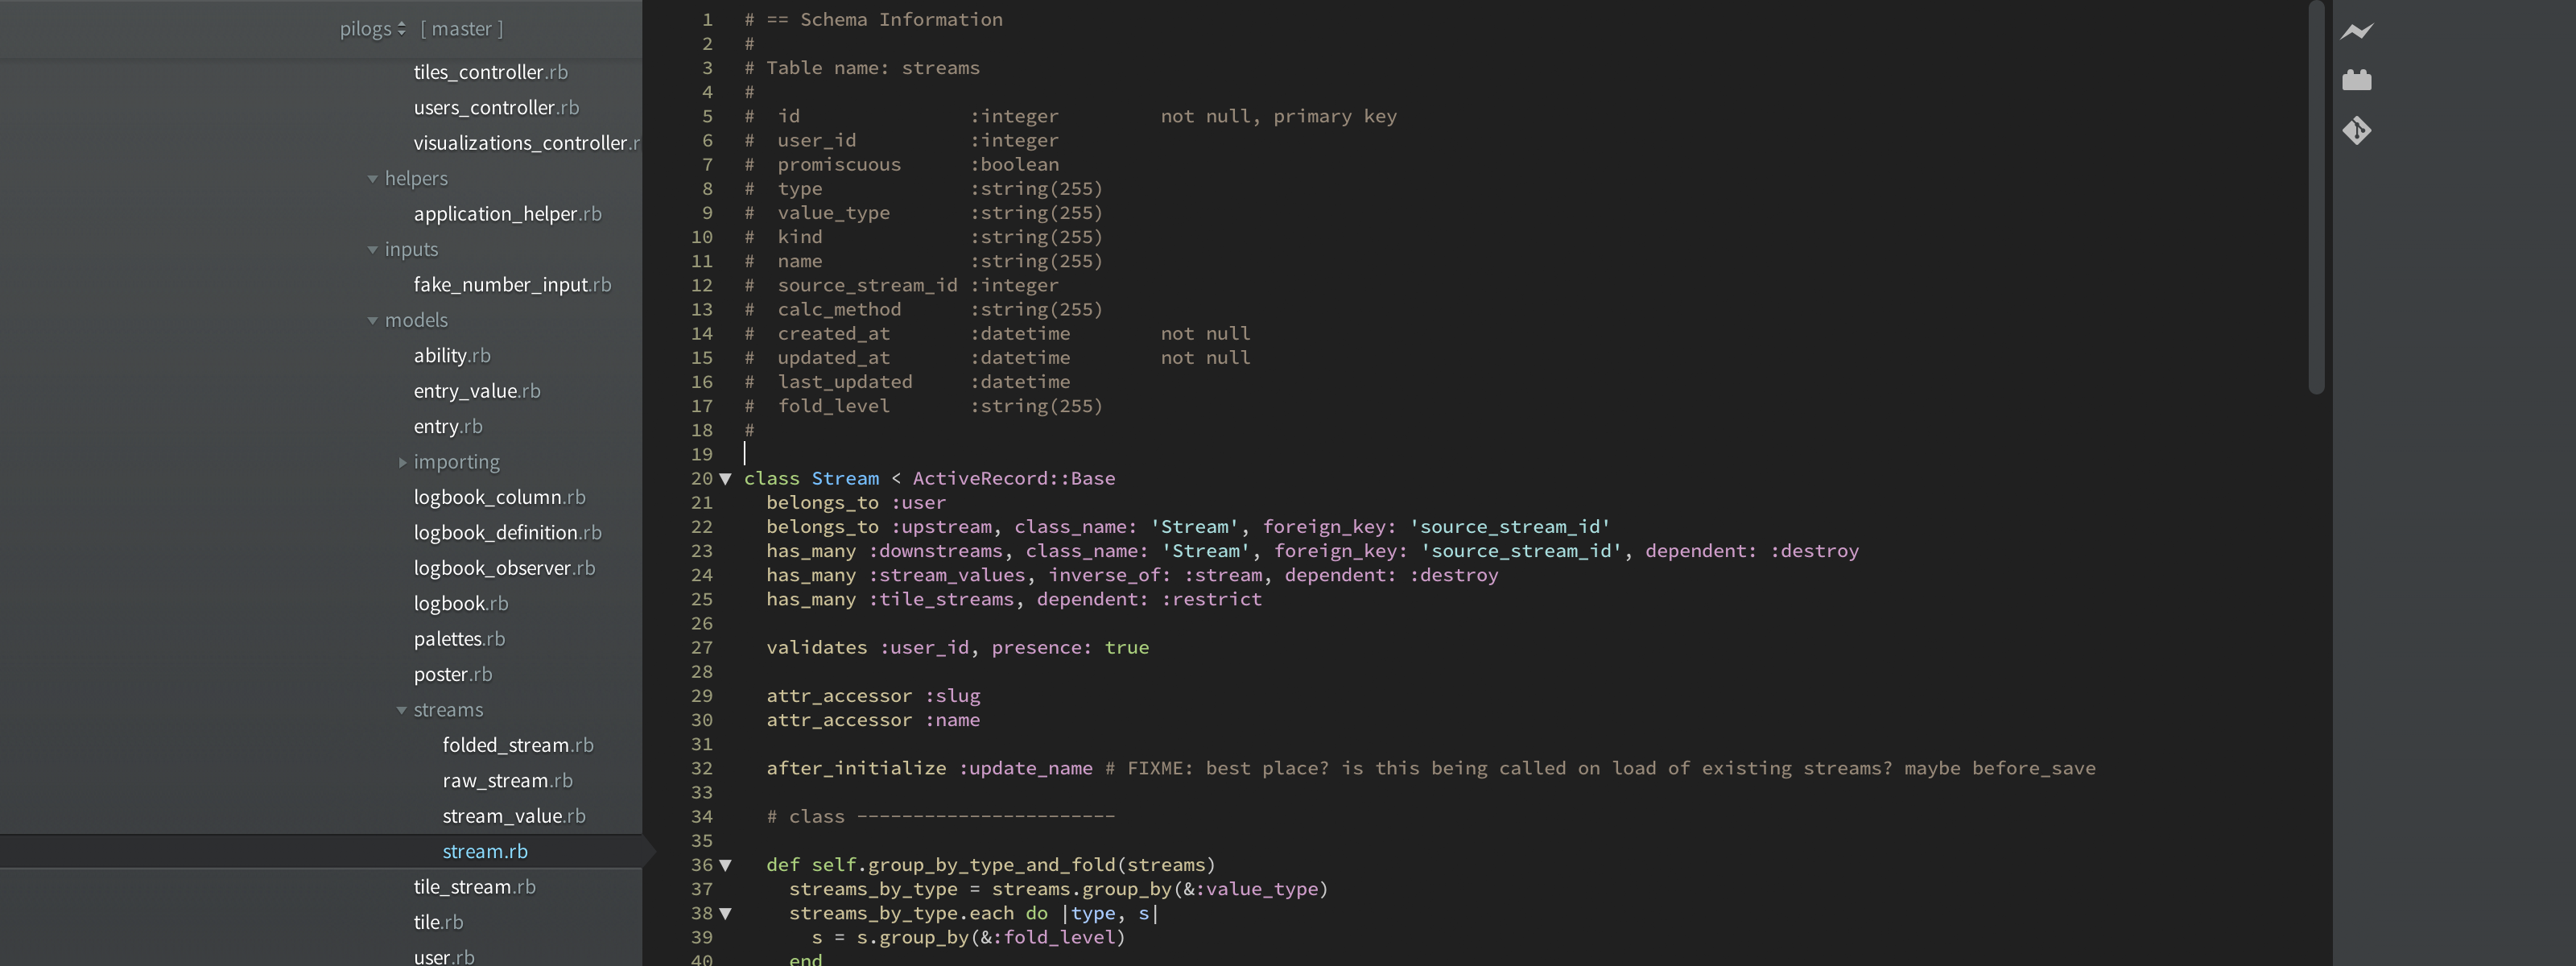 pilogs [ master ]
tiles_controller.rb
users_controller.rb
visualizations_controller.r
helpers
application_helper.rb
inputs
fake_number_input.rb
models
ability.rb
entry_value.rb
entry.rb
importing
logbook_column.rb
logbook_definition.rb
logbook_observer.rb
logbook.rb
palettes.rb
poster.rb
streams
folded_stream.rb
raw_stream.rb
stream_value.rb
stream.rb
tile_stream.rb
tile.rb
user.rb
1 # == Schema Information
2 #
3 # Table name: streams
4 #
5 #  id               :integer         not null, primary key
6 #  user_id          :integer
7 #  promiscuous      :boolean
8 #  type             :string(255)
9 #  value_type       :string(255)
10 #  kind             :string(255)
11 #  name             :string(255)
12 #  source_stream_id :integer
13 #  calc_method      :string(255)
14 #  created_at       :datetime        not null
15 #  updated_at       :datetime        not null
16 #  last_updated     :datetime
17 #  fold_level       :string(255)
18 #
19
20 class Stream < ActiveRecord::Base
21   belongs_to :user
22   belongs_to :upstream, class_name: 'Stream', foreign_key: 'source_stream_id'
23   has_many :downstreams, class_name: 'Stream', foreign_key: 'source_stream_id', dependent: :destroy
24   has_many :stream_values, inverse_of: :stream, dependent: :destroy
25   has_many :tile_streams, dependent: :restrict
26
27   validates :user_id, presence: true
28
29   attr_accessor :slug
30   attr_accessor :name
31
32   after_initialize :update_name # FIXME: best place? is this being called on load of existing streams? maybe before_save
33
34   # class -----------------------
35
36   def self.group_by_type_and_fold(streams)
37     streams_by_type = streams.group_by(&:value_type)
38     streams_by_type.each do |type, s|
39       s = s.group_by(&:fold_level)
40     end